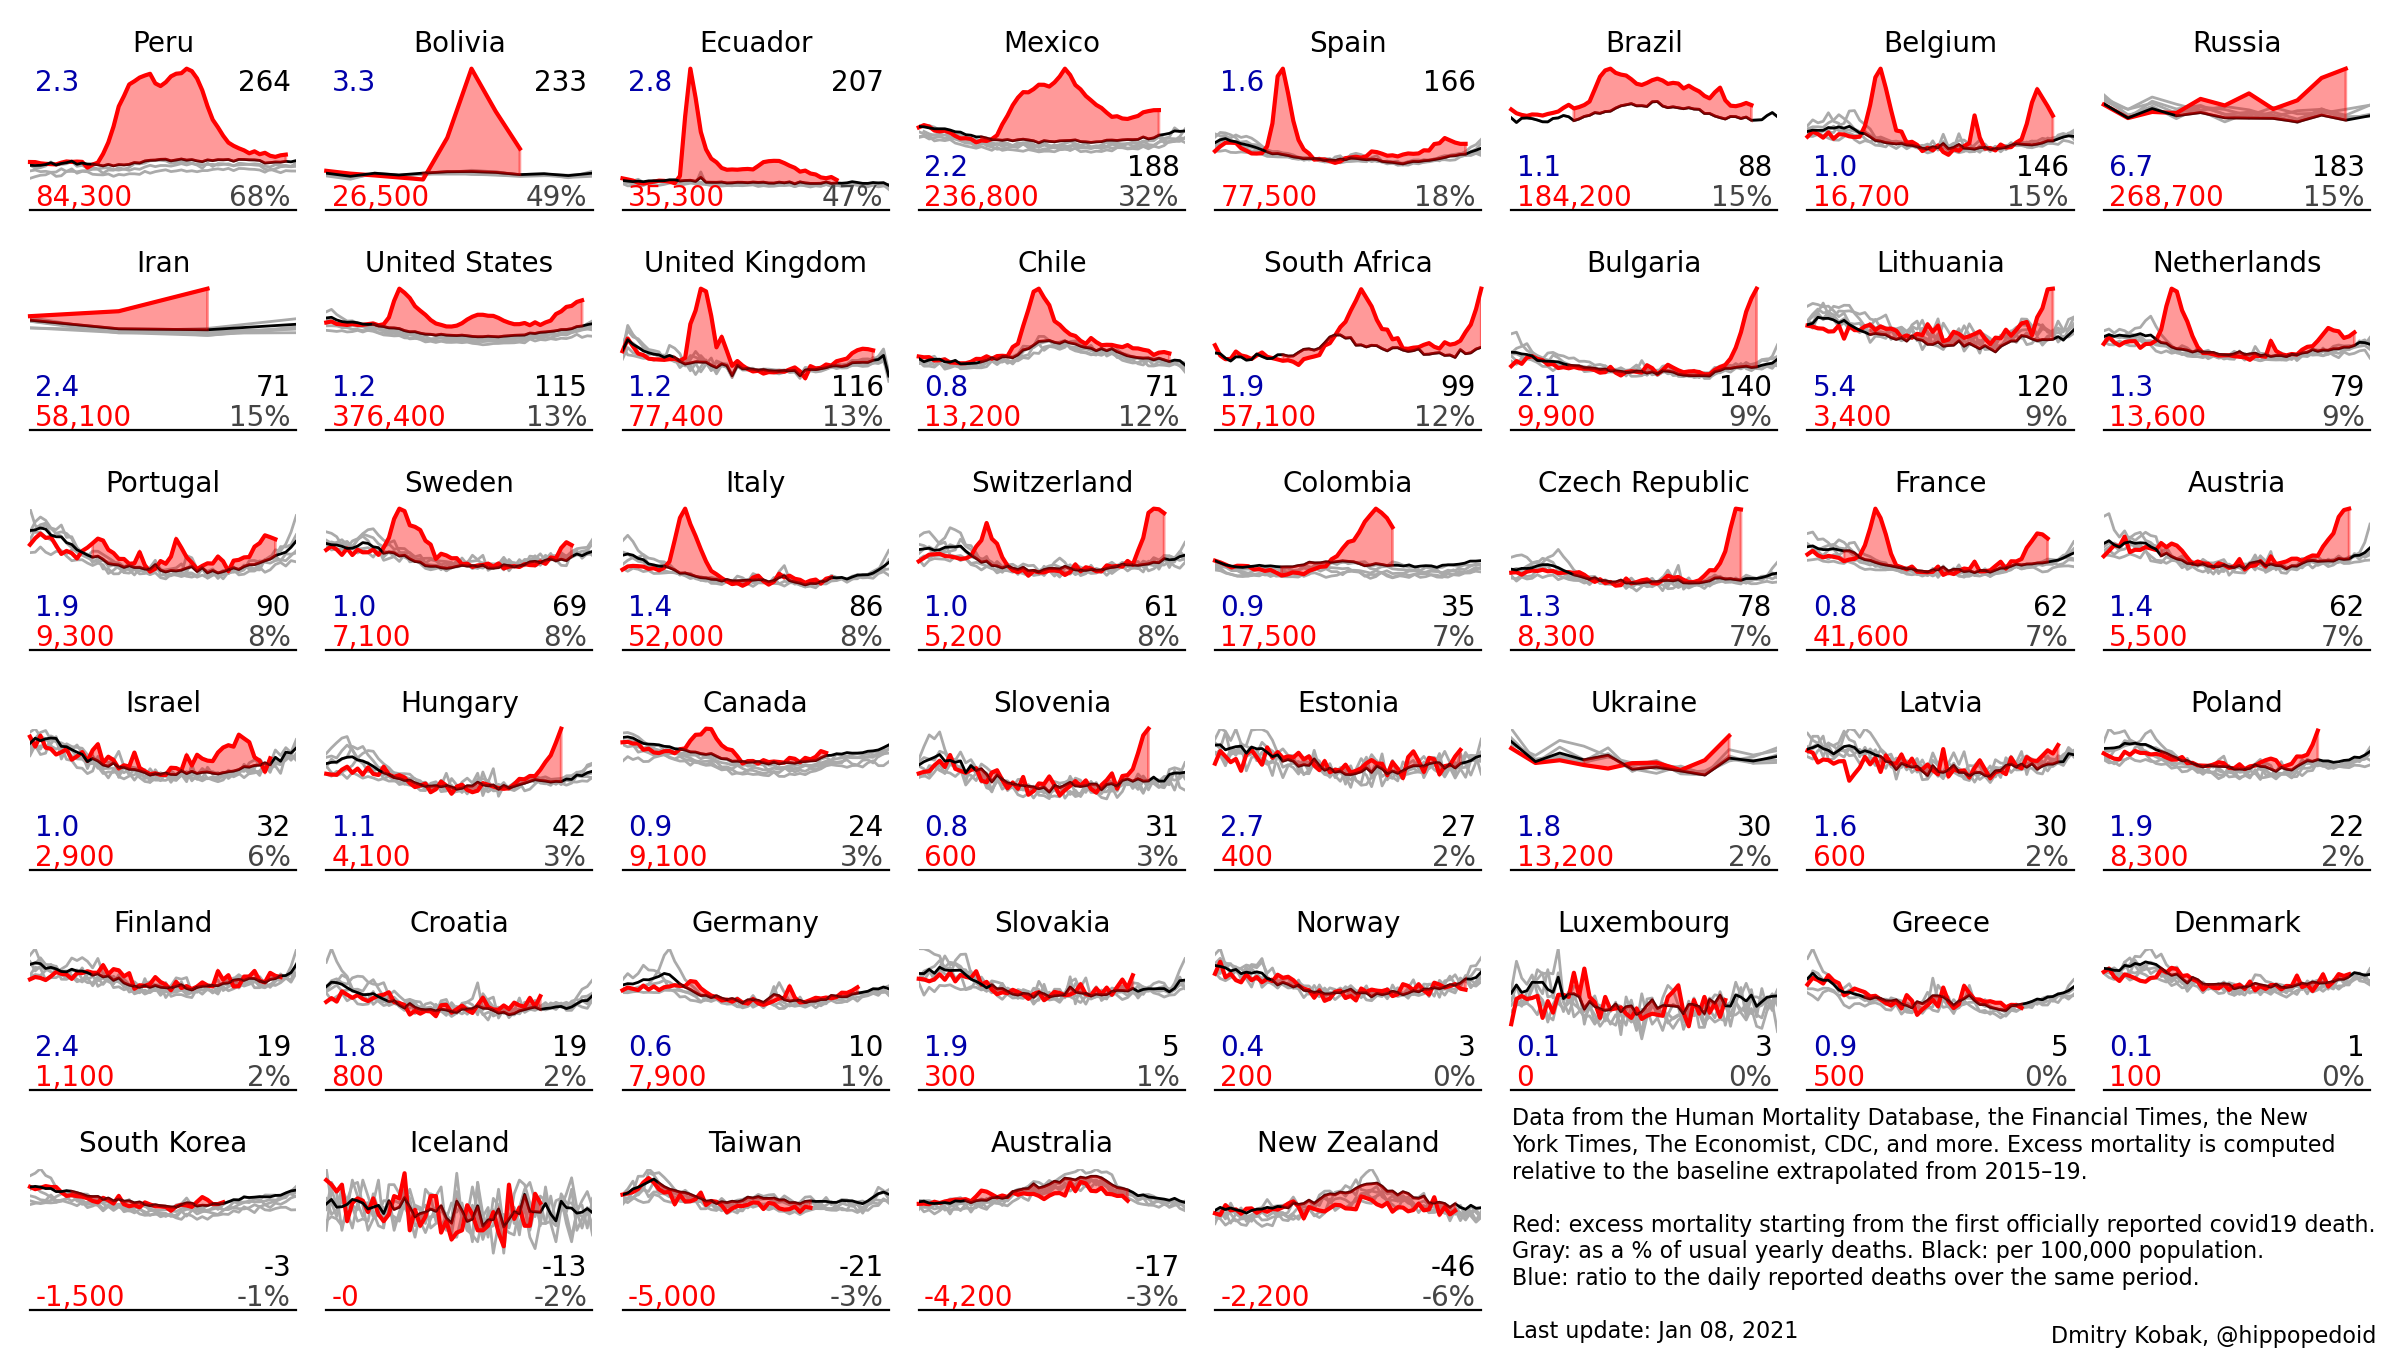 Peru Bolivia Ecuador Mexico Spain Brazil Belgium Russia
2.3 264 3.3 233 2.8 207 1.6 166
2.2 188 1.1 88 1.0 146 6.7 183
84,300 68% 26,500 49% 35,300 47% 236,800 32% 77,500 18% 184,200 15% 16,700 15% 268,700 15%
Iran United States United Kingdom Chile South Africa Bulgaria Lithuania Netherlands
2.4 71 1.2 115 1.2 116 0.8 71 1.9 99 2.1 140 5.4 120 1.3 79
58,100 15% 376,400 13% 77,400 13% 13,200 12% 57,100 12% 9,900 9% 3,400 9% 13,600 9%
Portugal Sweden Italy Switzerland Colombia Czech Republic France Austria
1.9 90 1.0 69 1.4 86 1.0 61 0.9 35 1.3 78 0.8 62 1.4 62
9,300 8% 7,100 8% 52,000 8% 5,200 8% 17,500 7% 8,300 7% 41,600 7% 5,500 7%
Israel Hungary Canada Slovenia Estonia Ukraine Latvia Poland
1.0 32 1.1 42 0.9 24 0.8 31 2.7 27 1.8 30 1.6 30 1.9 22
2,900 6% 4,100 3% 9,100 3% 600 3% 400 2% 13,200 2% 600 2% 8,300 2%
Finland Croatia Germany Slovakia Norway Luxembourg Greece Denmark
2.4 19 1.8 19 0.6 10 1.9 5 0.4 3 0.1 3 0.9 5 0.1 1
1,100 2% 800 2% 7,900 1% 300 1% 200 0% 0 0% 500 0% 100 0%
South Korea Iceland Taiwan Australia New Zealand
-3 -13 -21 -17 -46
-1,500 -1% -0 -2% -5,000 -3% -4,200 -3% -2,200 -6%
Data from the Human Mortality Database, the Financial Times, the New
York Times, The Economist, CDC, and more. Excess mortality is computed
relative to the baseline extrapolated from 2015–19.
Red: excess mortality starting from the first officially reported covid19 death.
Gray: as a % of usual yearly deaths. Black: per 100,000 population.
Blue: ratio to the daily reported deaths over the same period.
Last update: Jan 08, 2021
Dmitry Kobak, @hippopedoid